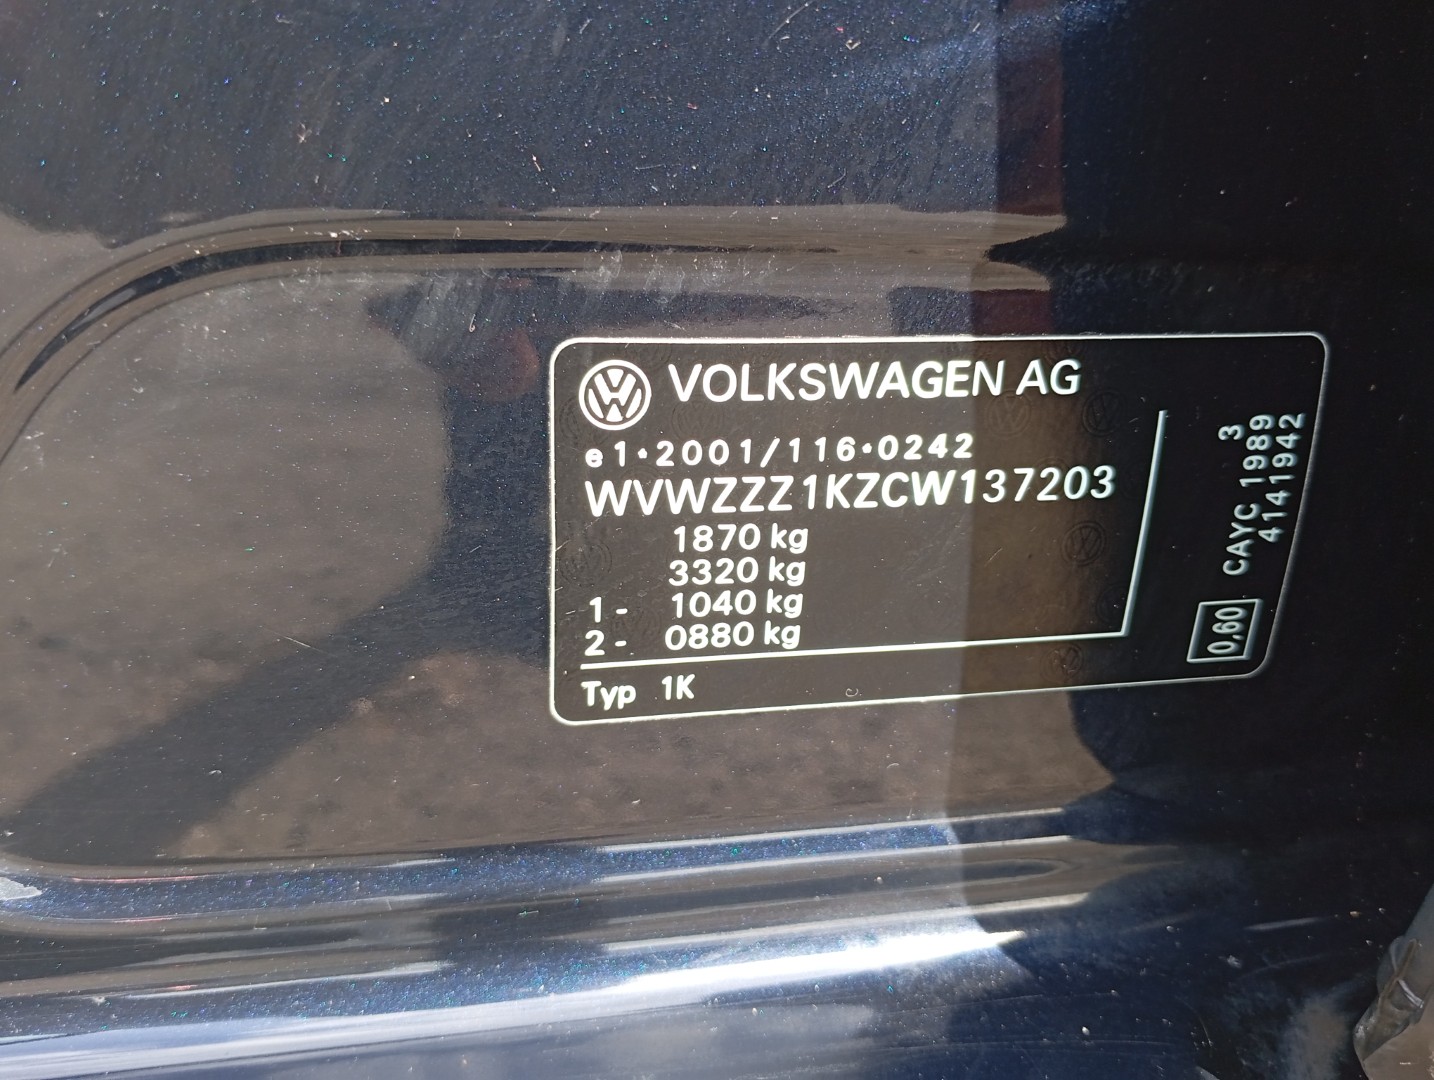 VOLKSWAGEN AG
e1*2001/116*0242
WVWZZZ1KZCW137203
1870 kg
3320 kg
1- 1040 kg
2- 0880 kg
Typ 1K
3
CAYC 1989
4141942
0,60